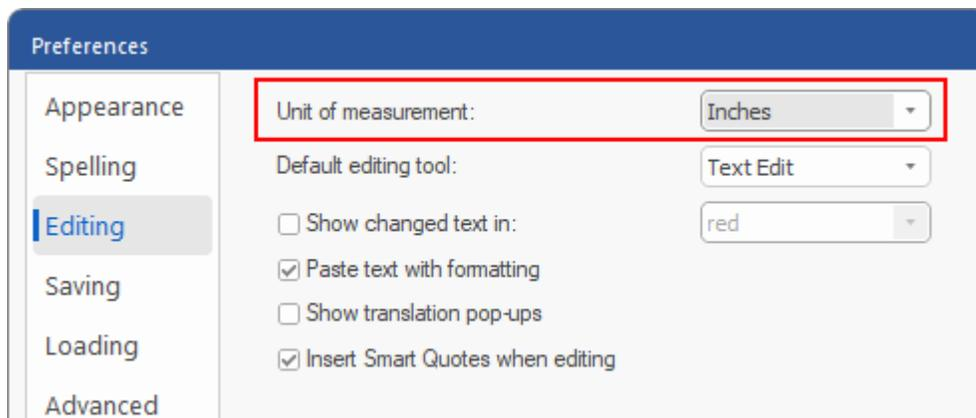 Preferences
Appearance
Spelling
Editing
Saving
Loading
Advanced
Unit of measurement: Inches
Default editing tool: Text Edit
Show changed text in: red
Paste text with formatting
Show translation pop-ups
Insert Smart Quotes when editing